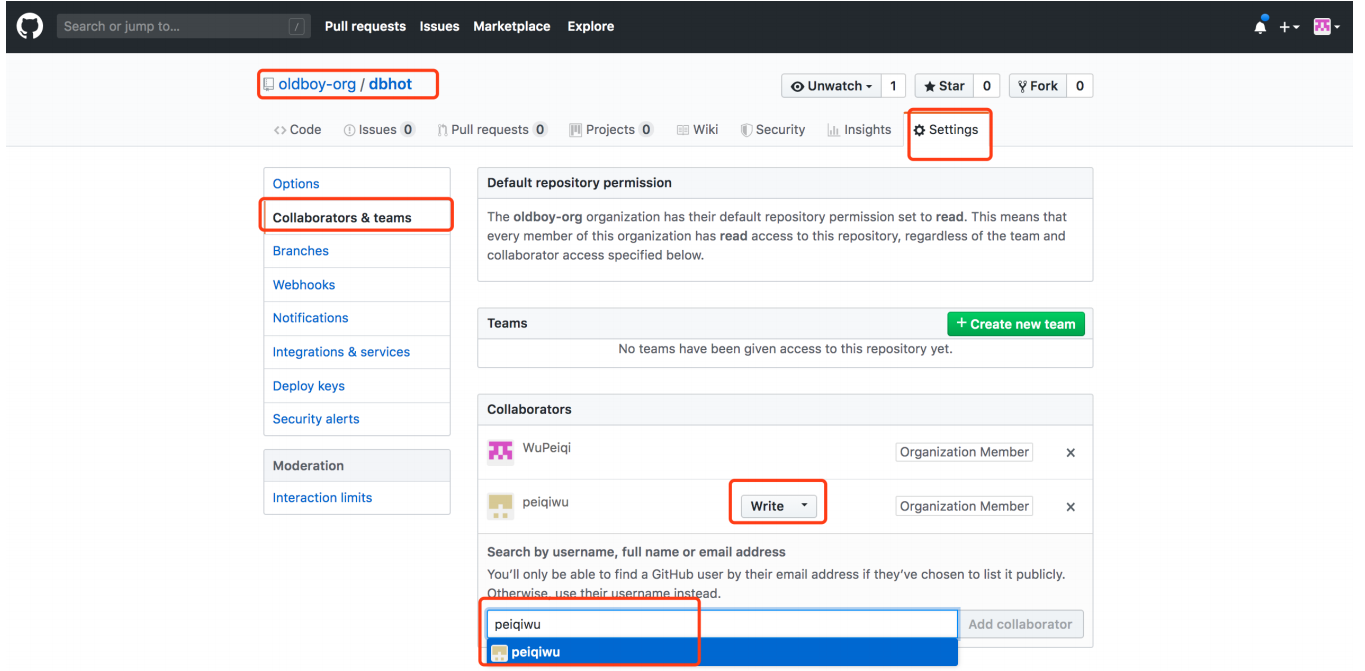 Search or jump to... /
Pull requests Issues Marketplace Explore
oldboy-org / dbhot
Unwatch 1 Star 0 Fork 0
Code Issues 0 Pull requests 0 Projects 0 Wiki Security Insights Settings
Options
Collaborators & teams
Branches
Webhooks
Notifications
Integrations & services
Deploy keys
Security alerts
Moderation
Interaction limits
Default repository permission
The oldboy-org organization has their default repository permission set to read. This means that
every member of this organization has read access to this repository, regardless of the team and
collaborator access specified below.
Teams + Create new team
No teams have been given access to this repository yet.
Collaborators
WuPeiqi Organization Member ×
peiqiwu Write Organization Member ×
Search by username, full name or email address
You’ll only be able to find a GitHub user by their email address if they’ve chosen to list it publicly.
Otherwise, use their username instead.
peiqiwu Add collaborator
peiqiwu